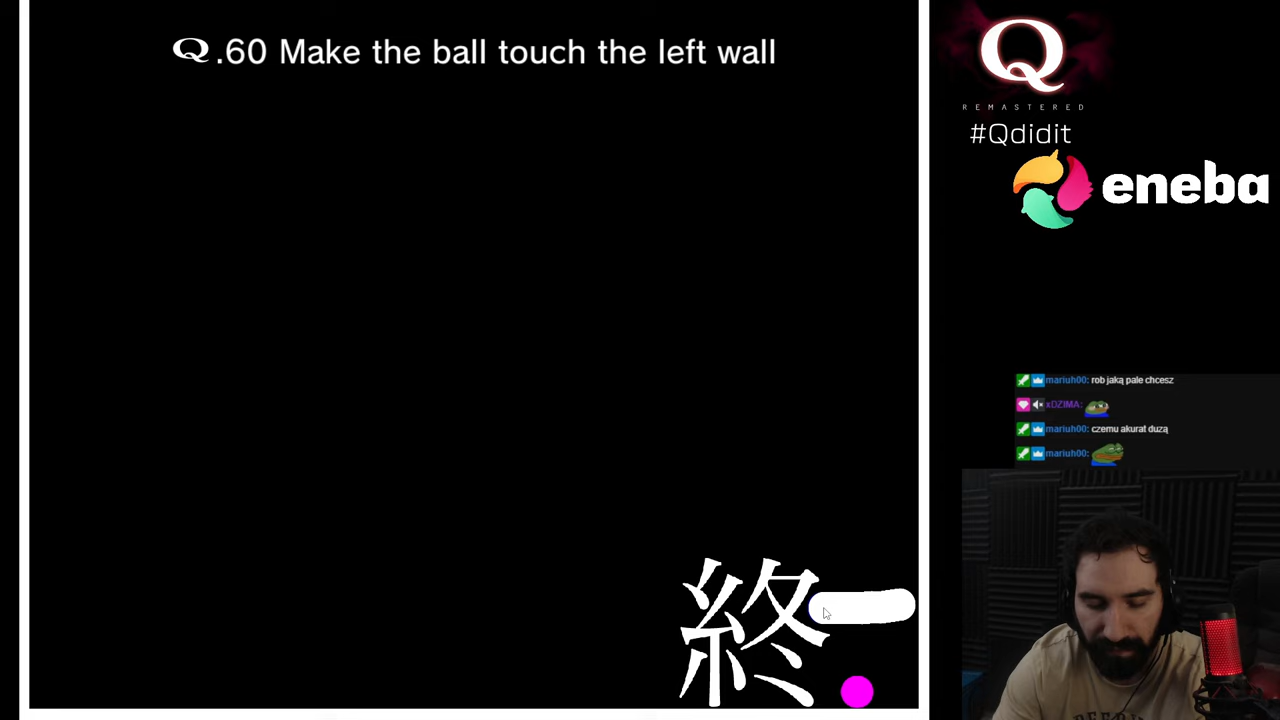 Q.60 Make the ball touch the left wall
Q
REMASTERED
#Qdidit
eneba
mariuh00: rob jaką pale chcesz
xDZIMA:
mariuh00: czemu akurat duzą
mariuh00:
終